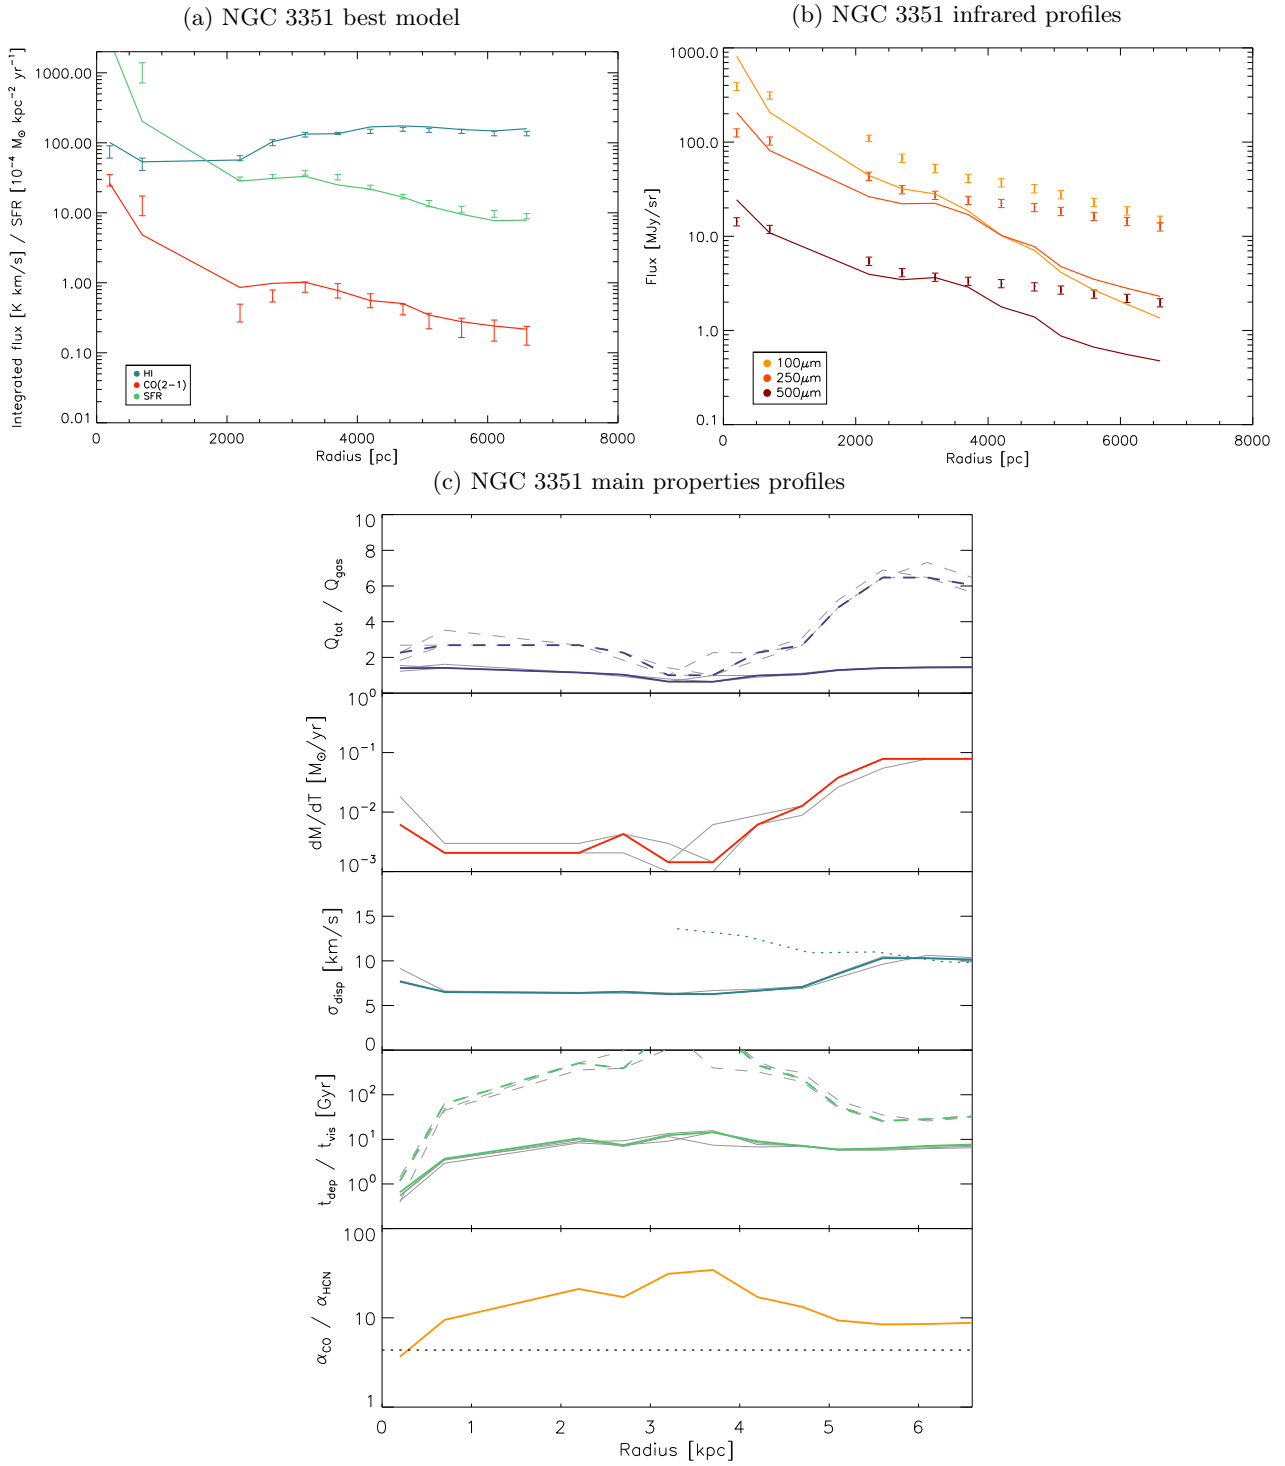 (a) NGC 3351 best model
Integrated flux [K km/s] / SFR [10⁻⁴ M⊙ kpc⁻² yr⁻¹]
1000.00
100.00
10.00
1.00
0.10
0.01
HI
CO(2-1)
SFR
0 2000 4000 6000 8000
Radius [pc]
(b) NGC 3351 infrared profiles
Flux [MJy/sr]
1000.0
100.0
10.0
1.0
0.1
100μm
250μm
500μm
0 2000 4000 6000 8000
Radius [pc]
(c) NGC 3351 main properties profiles
Q_tot / Q_gas
10
8
6
4
2
dM/dT [M⊙/yr]
10⁰
10⁻¹
10⁻²
10⁻³
σ_disp [km/s]
15
10
5
0
t_dep / t_vis [Gyr]
10²
10¹
10⁰
α_CO / α_HCN
100
10
1
0 1 2 3 4 5 6
Radius [kpc]